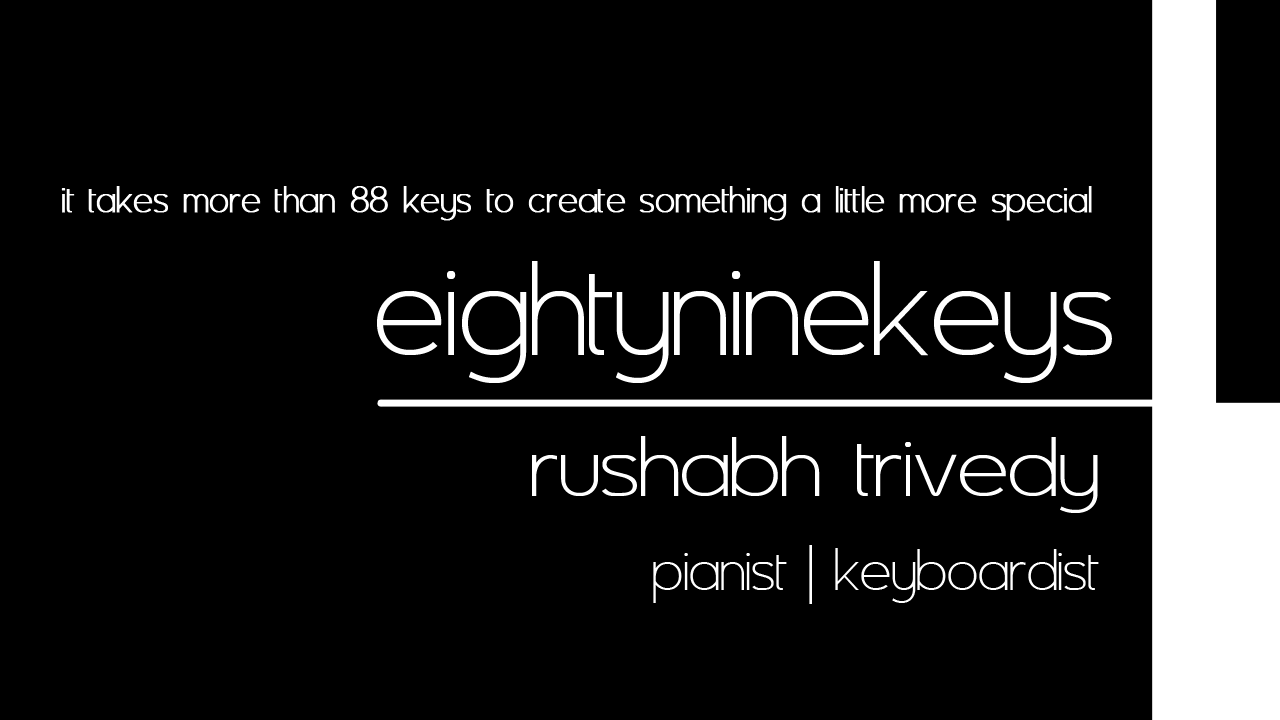 it takes more than 88 keys to create something a little more special
eightyninekeys
rushabh trivedy
pianist | keyboardist